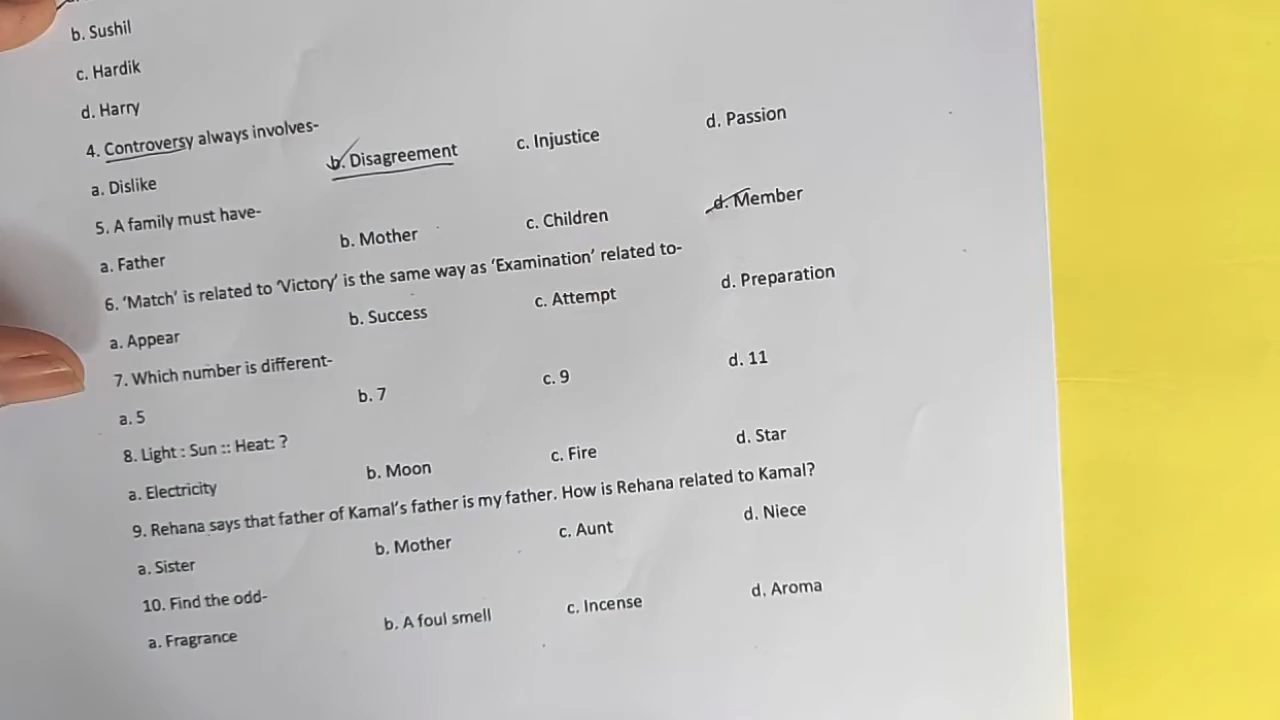 b. Sushil
c. Hardik
d. Harry
4. Controversy always involves-
a. Dislike b. Disagreement c. Injustice d. Passion
5. A family must have-
a. Father b. Mother c. Children d. Member
6. ‘Match’ is related to ‘Victory’ is the same way as ‘Examination’ related to-
a. Appear b. Success c. Attempt d. Preparation
7. Which number is different-
a. 5 b. 7 c. 9 d. 11
8. Light : Sun :: Heat: ?
a. Electricity b. Moon c. Fire d. Star
9. Rehana says that father of Kamal’s father is my father. How is Rehana related to Kamal?
a. Sister b. Mother c. Aunt d. Niece
10. Find the odd-
a. Fragrance b. A foul smell c. Incense d. Aroma